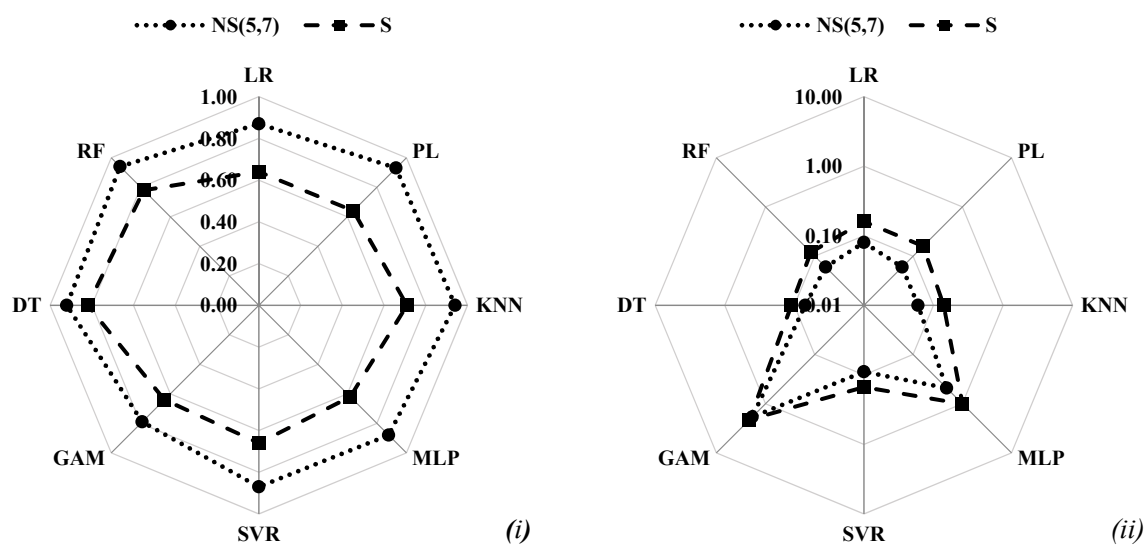 NS(5,7) S
LR
1.00
0.80
0.60
0.40
0.20
0.00
RF
PL
DT
KNN
GAM
MLP
SVR
(i)
NS(5,7) S
LR
10.00
1.00
0.10
0.01
RF
PL
DT
KNN
GAM
MLP
SVR
(ii)